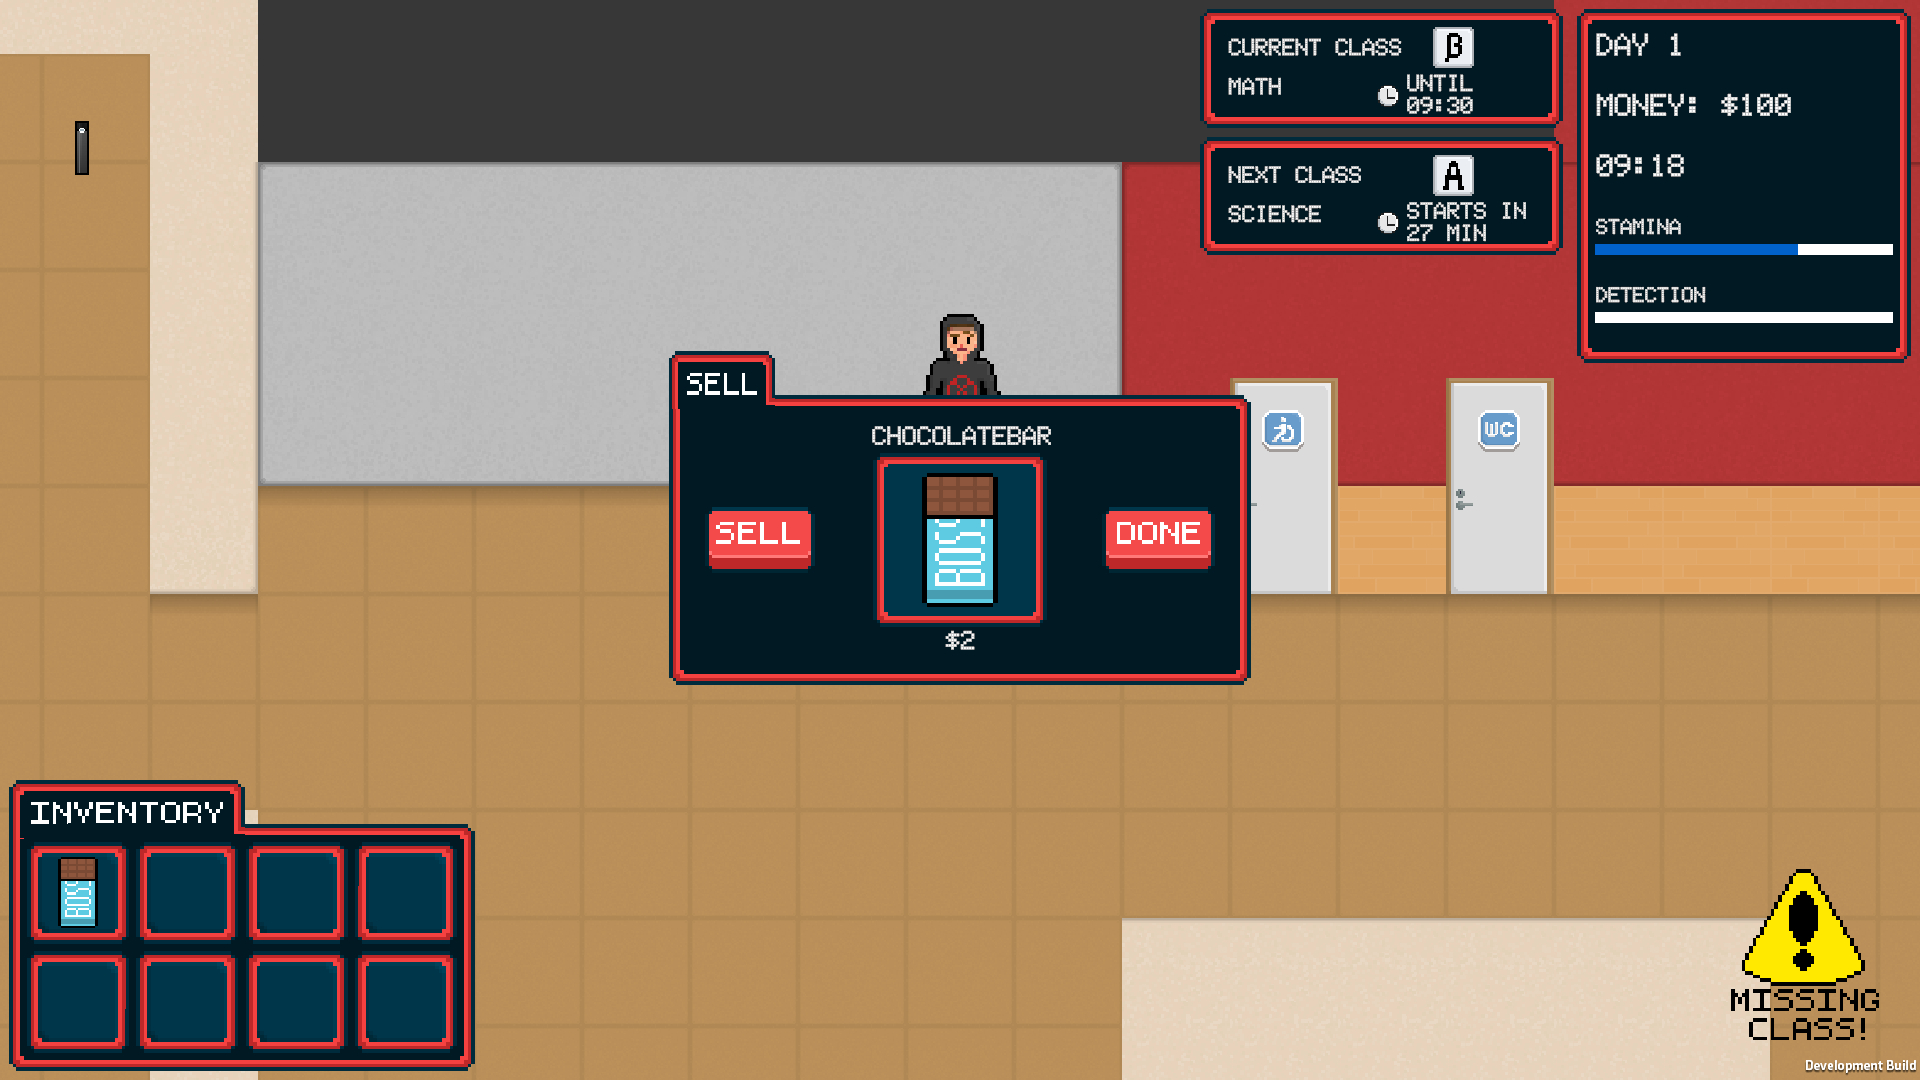 CURRENT CLASS β
MATH
UNTIL
09:30
NEXT CLASS A
SCIENCE
STARTS IN
27 MIN
DAY 1
MONEY: $100
09:18
STAMINA
DETECTION
SELL
CHOCOLATEBAR
SELL
DONE
$2
WC
INVENTORY
MISSING
CLASS!
Development Build